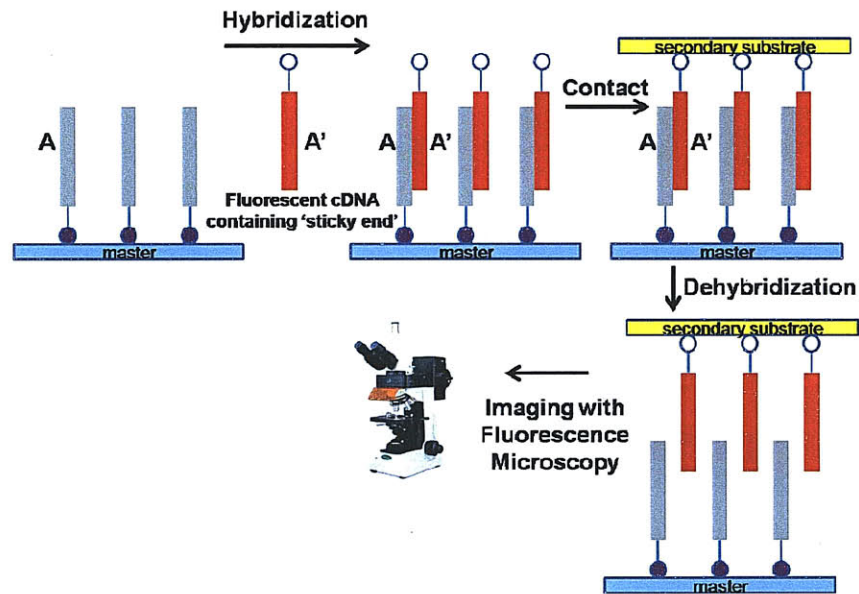 Hybridization
A
A'
Fluorescent cDNA
containing 'sticky end'
master
A
A'
master
Contact
secondary substrate
A
A'
master
Dehybridization
secondary substrate
master
Imaging with
Fluorescence
Microscopy